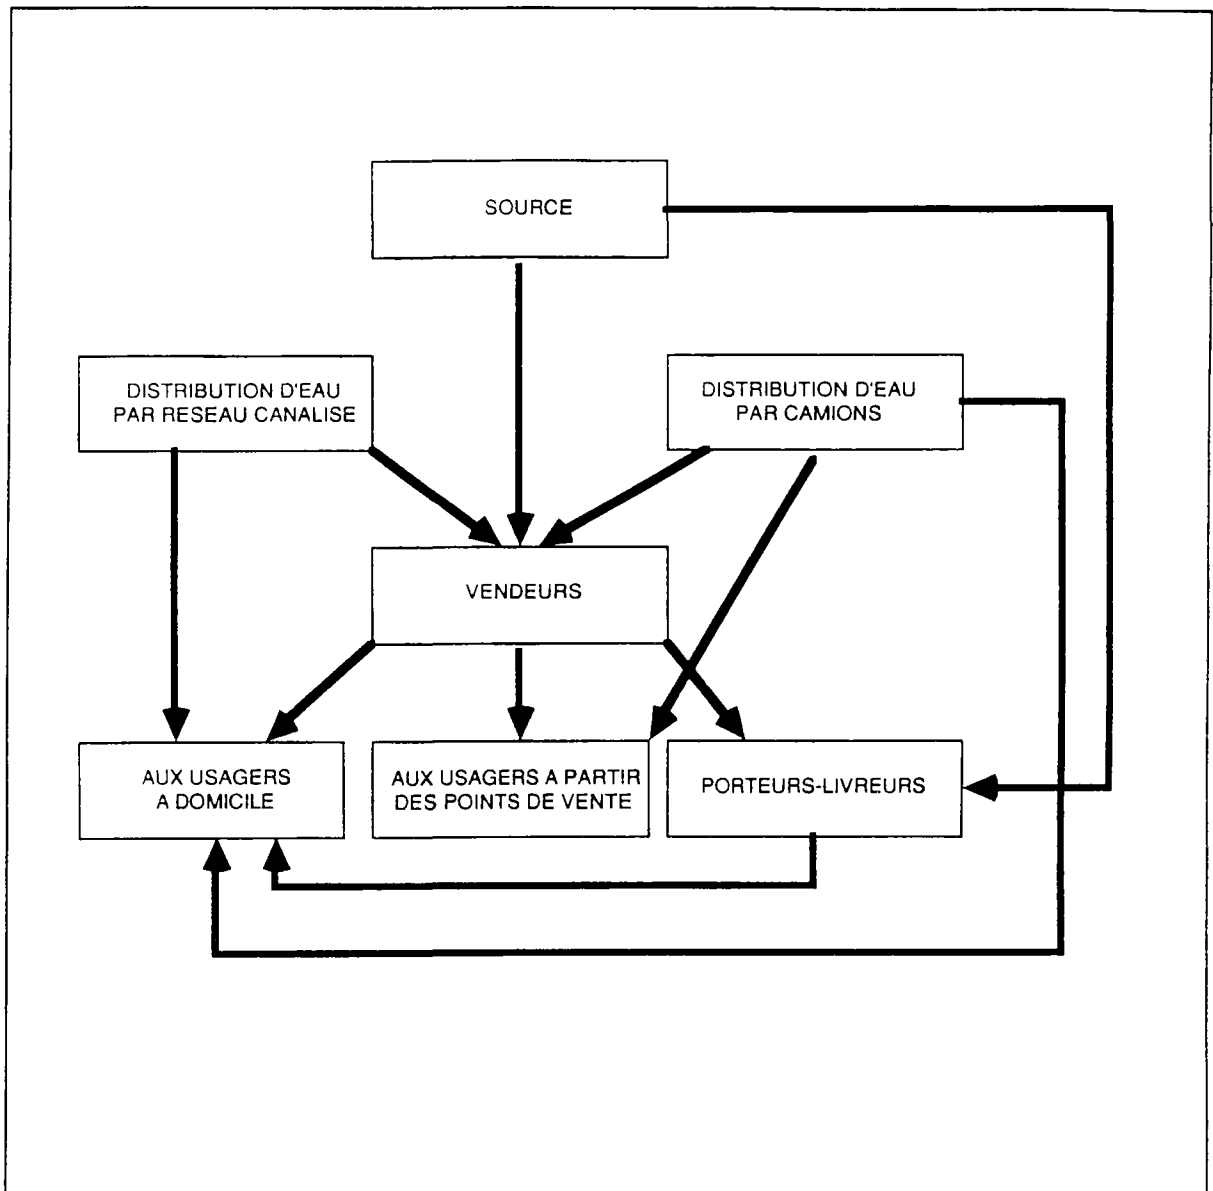 SOURCE
DISTRIBUTION D'EAU
PAR RESEAU CANALISE
DISTRIBUTION D'EAU
PAR CAMIONS
VENDEURS
AUX USAGERS
A DOMICILE
AUX USAGERS A PARTIR
DES POINTS DE VENTE
PORTEURS-LIVREURS